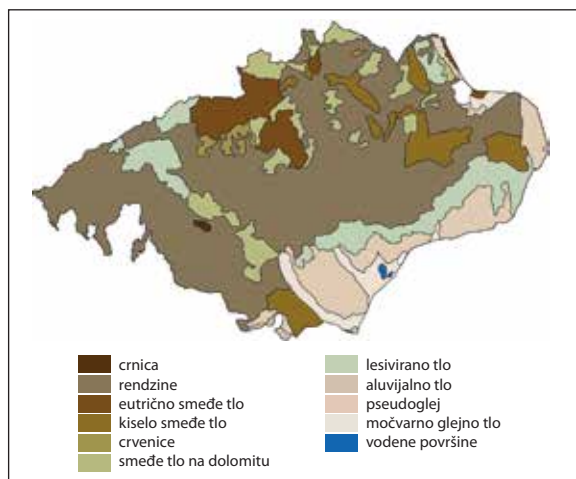 crnica
rendzine
eutrično smeđe tlo
kiselo smeđe tlo
crvenice
smeđe tlo na dolomitu
lesivirano tlo
aluvijalno tlo
pseudoglej
močvarno glejno tlo
vodene površine